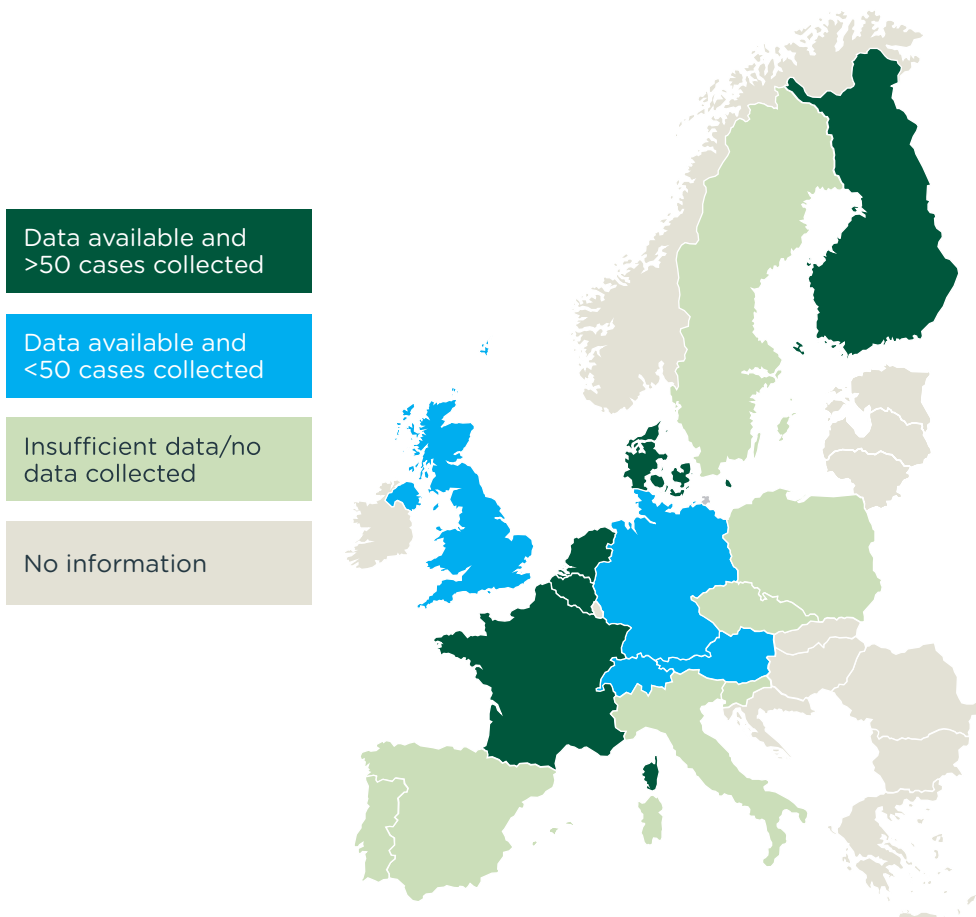 Data available and
>50 cases collected
Data available and
<50 cases collected
Insufficient data/no
data collected
No information